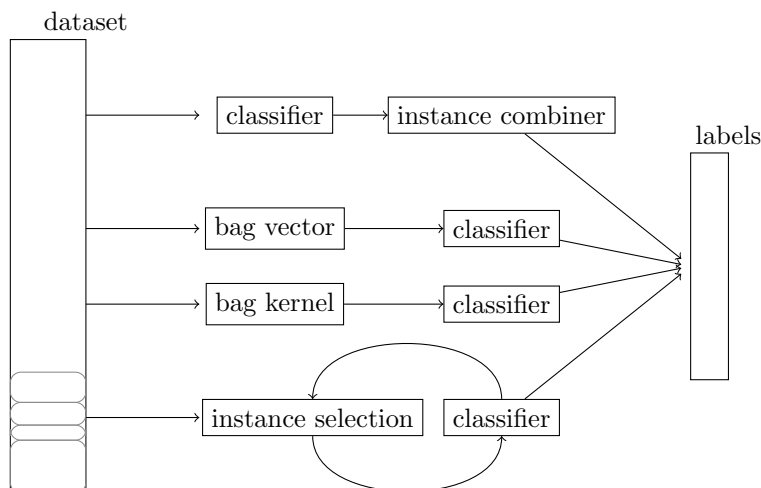 dataset
classifier
instance combiner
labels
bag vector
classifier
bag kernel
classifier
instance selection
classifier